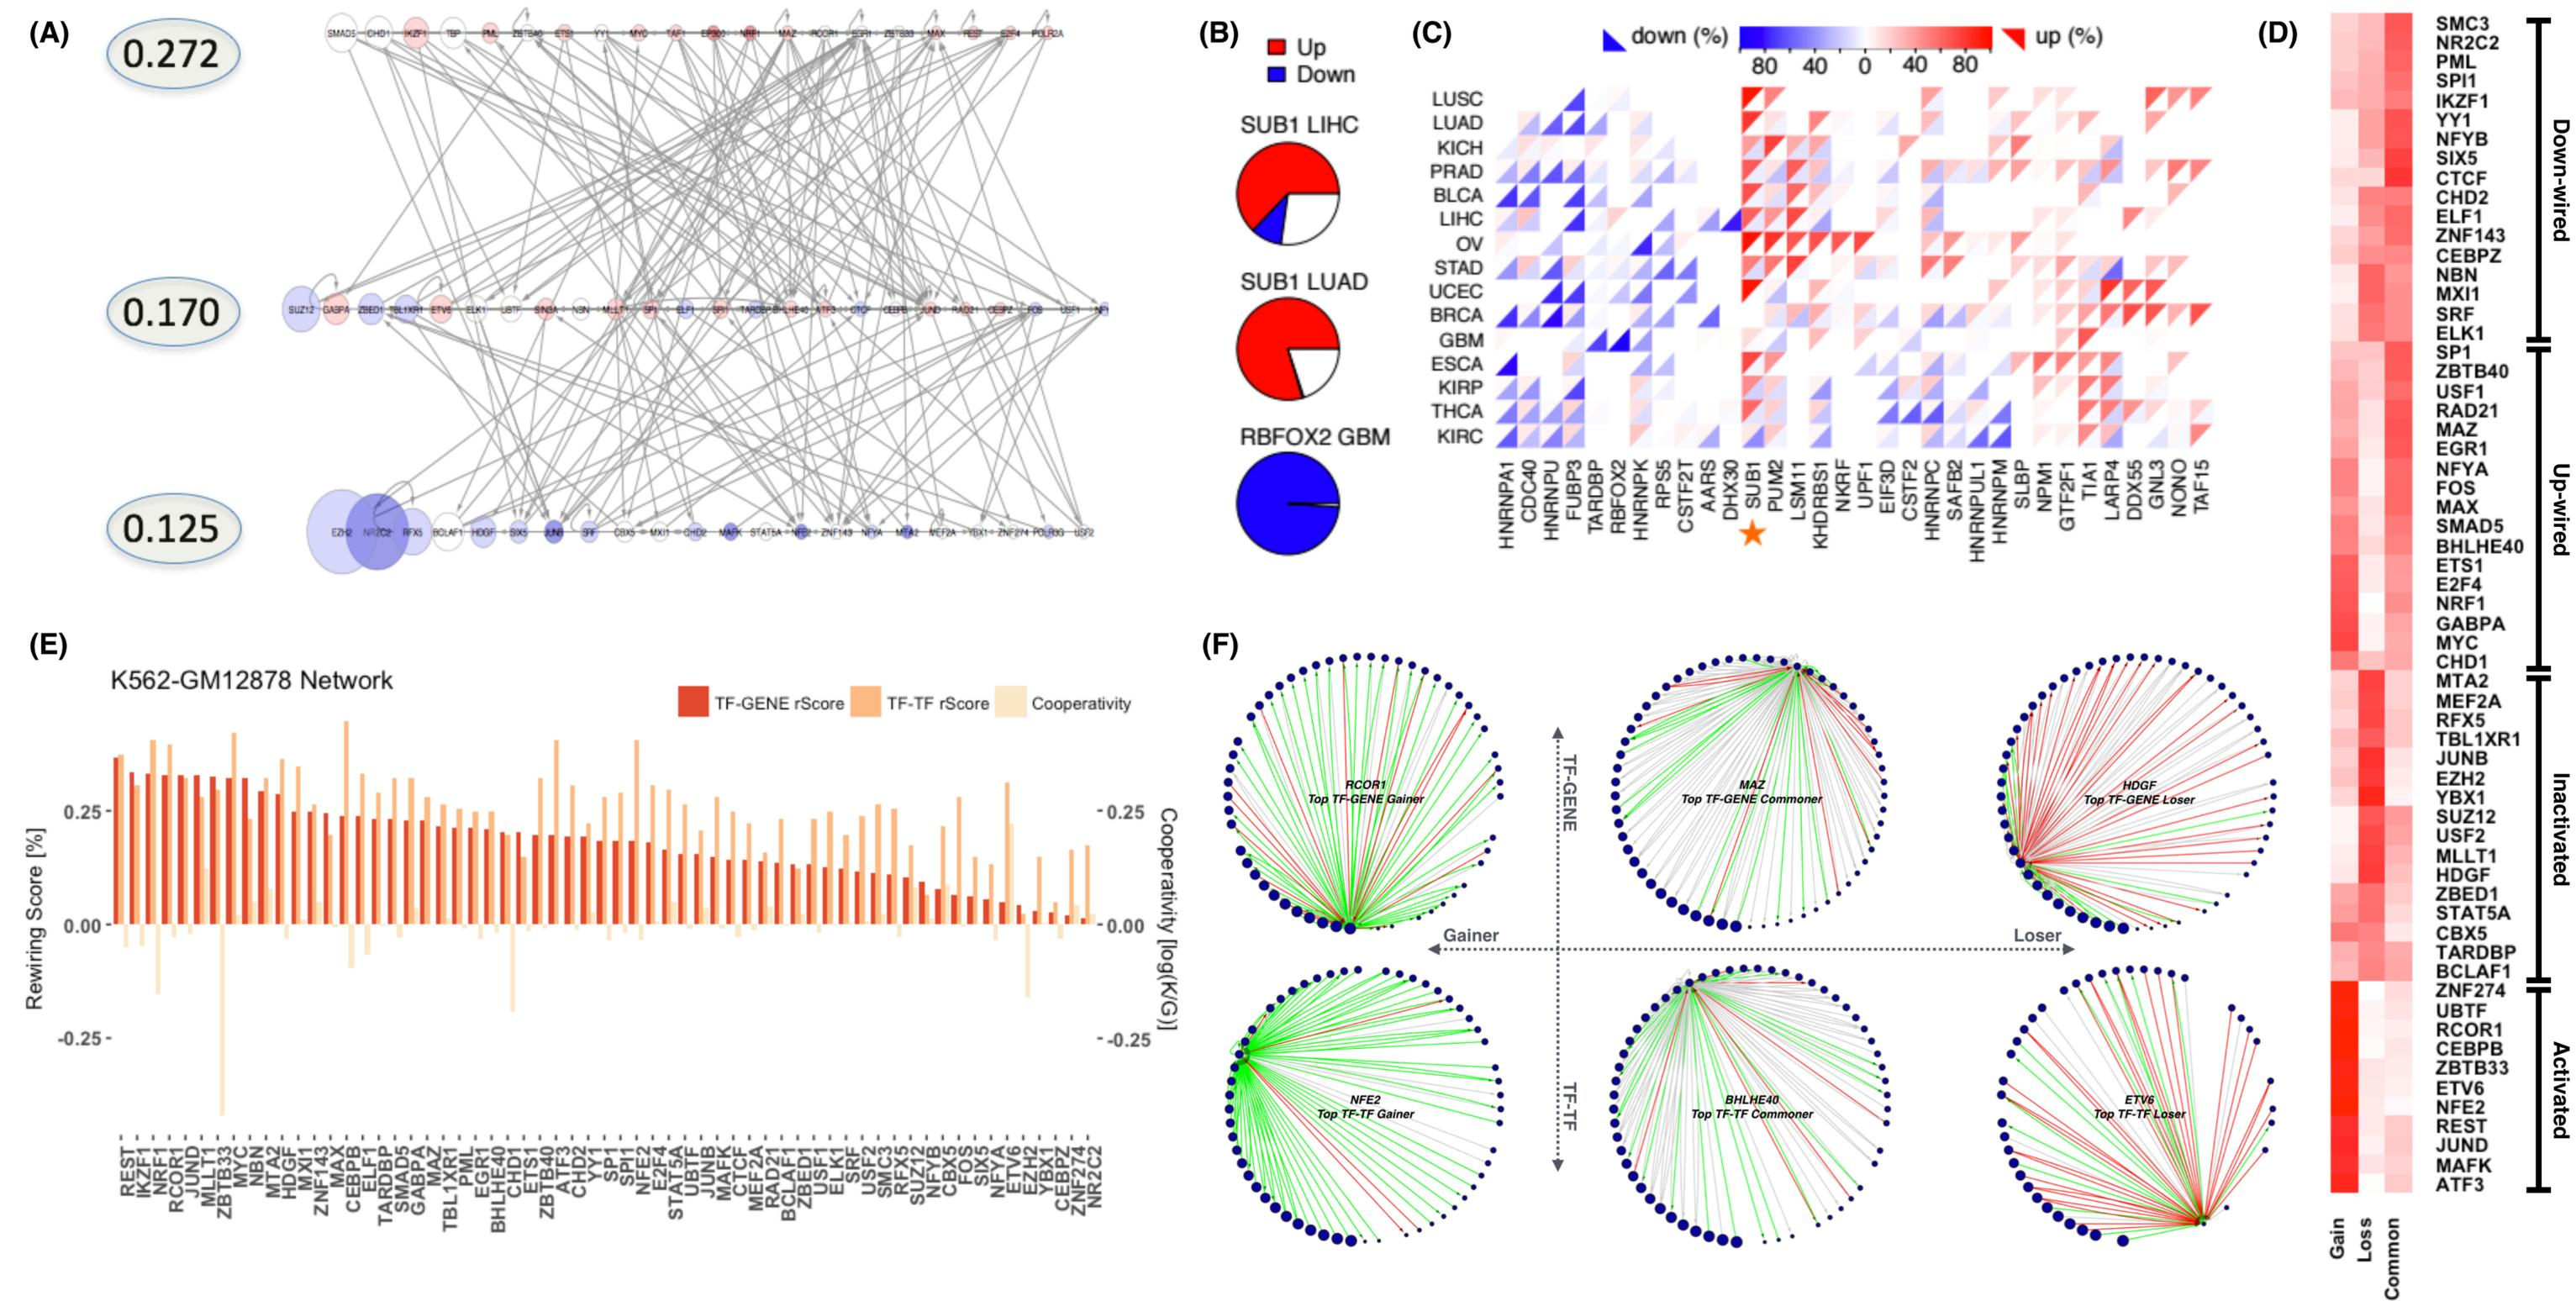 (A)
0.272
SMAD5 CHD1 IKZF1 TBP PML ZBTB40 ETS1 YY1 MYC TAF1 EP300 NRF1 MAZ RCOR1 EGR1 ZBTB33 MAX REST E2F4 POLR2A
0.170
SUZ12 GABPA ZBED1 TBL1XR1 ETV6 ELK1 UBTF SIN3A NBN MLLT1 SP1 ELF1 SPI1 TARDBP BHLHE40 ATF3 CTCF CEBPB JUND RAD21 CEBPZ FOS USF1
0.125
EZH2 NR2C2 RFX5 BCLAF1 HDGF SIX5 JUNB SRF CBX5 MXI1 CHD2 MAFK STAT5A NFE2 ZNF143 NFYA MTA2 MEF2A YBX1 ZNF274 POLR3G USF2
(B)
Up
Down
SUB1 LIHC
SUB1 LUAD
RBFOX2 GBM
(C)
down (%)
up (%)
80 40 0 40 80
LUSC
LUAD
KICH
PRAD
BLCA
LIHC
OV
STAD
UCEC
BRCA
GBM
ESCA
KIRP
THCA
KIRC
HNRNPA1
CDC40
HNRNPU
FUBP3
TARDBP
RBFOX2
HNRNPK
RPS5
CSTF2T
AARS
DHX30
SUB1
PUM2
LSM11
KHDRBS1
NKRF
UPF1
EIF3D
CSTF2
HNRNPC
SAFB2
HNRNPUL1
HNRNPM
SLBP
NPM1
GTF2F1
TIA1
LARP4
DDX55
GNL3
NONO
TAF15
(D)
SMC3
NR2C2
PML
SPI1
IKZF1
YY1
NFYB
SIX5
CTCF
CHD2
ELF1
ZNF143
CEBPZ
NBN
MXI1
SRF
ELK1
SP1
ZBTB40
USF1
RAD21
MAZ
EGR1
NFYA
FOS
MAX
SMAD5
BHLHE40
ETS1
E2F4
NRF1
GABPA
MYC
CHD1
MTA2
MEF2A
RFX5
TBL1XR1
JUNB
EZH2
YBX1
SUZ12
USF2
MLLT1
HDGF
ZBED1
STAT5A
CBX5
TARDBP
BCLAF1
ZNF274
UBTF
RCOR1
CEBPB
ZBTB33
ETV6
NFE2
REST
JUND
MAFK
ATF3
Down-wired
Up-wired
Inactivated
Activated
Gain
Loss
Common
(E)
K562-GM12878 Network
TF-GENE rScore
TF-TF rScore
Cooperativity
Rewiring Score [%]
0.25
0.00
-0.25
0.25
0.00
-0.25
Cooperativity [log(K/G)]
REST
IKZF1
NRF1
RCOR1
JUND
MLLT1
ZBTB33
MYC
NBN
MTA2
HDGF
MXI1
ZNF143
MAX
CEBPB
ELF1
TARDBP
SMAD5
GABPA
MAZ
TBL1XR1
PML
EGR1
BHLHE40
CHD1
ETS1
ZBTB40
ATF3
CHD2
YY1
SP1
SPI1
NFE2
E2F4
STAT5A
UBTF
JUNB
MAFK
CTCF
MEF2A
RAD21
BCLAF1
ZBED1
USF1
ELK1
SRF
USF2
SMC3
RFX5
SUZ12
NFYB
CBX5
FOS
SIX5
NFYA
ETV6
EZH2
YBX1
CEBPZ
ZNF274
NR2C2
(F)
RCOR1
Top TF-GENE Gainer
MAZ
Top TF-GENE Commoner
HDGF
Top TF-GENE Loser
TF-GENE
Gainer
Loser
TF-TF
NFE2
Top TF-TF Gainer
BHLHE40
Top TF-TF Commoner
ETV6
Top TF-TF Loser